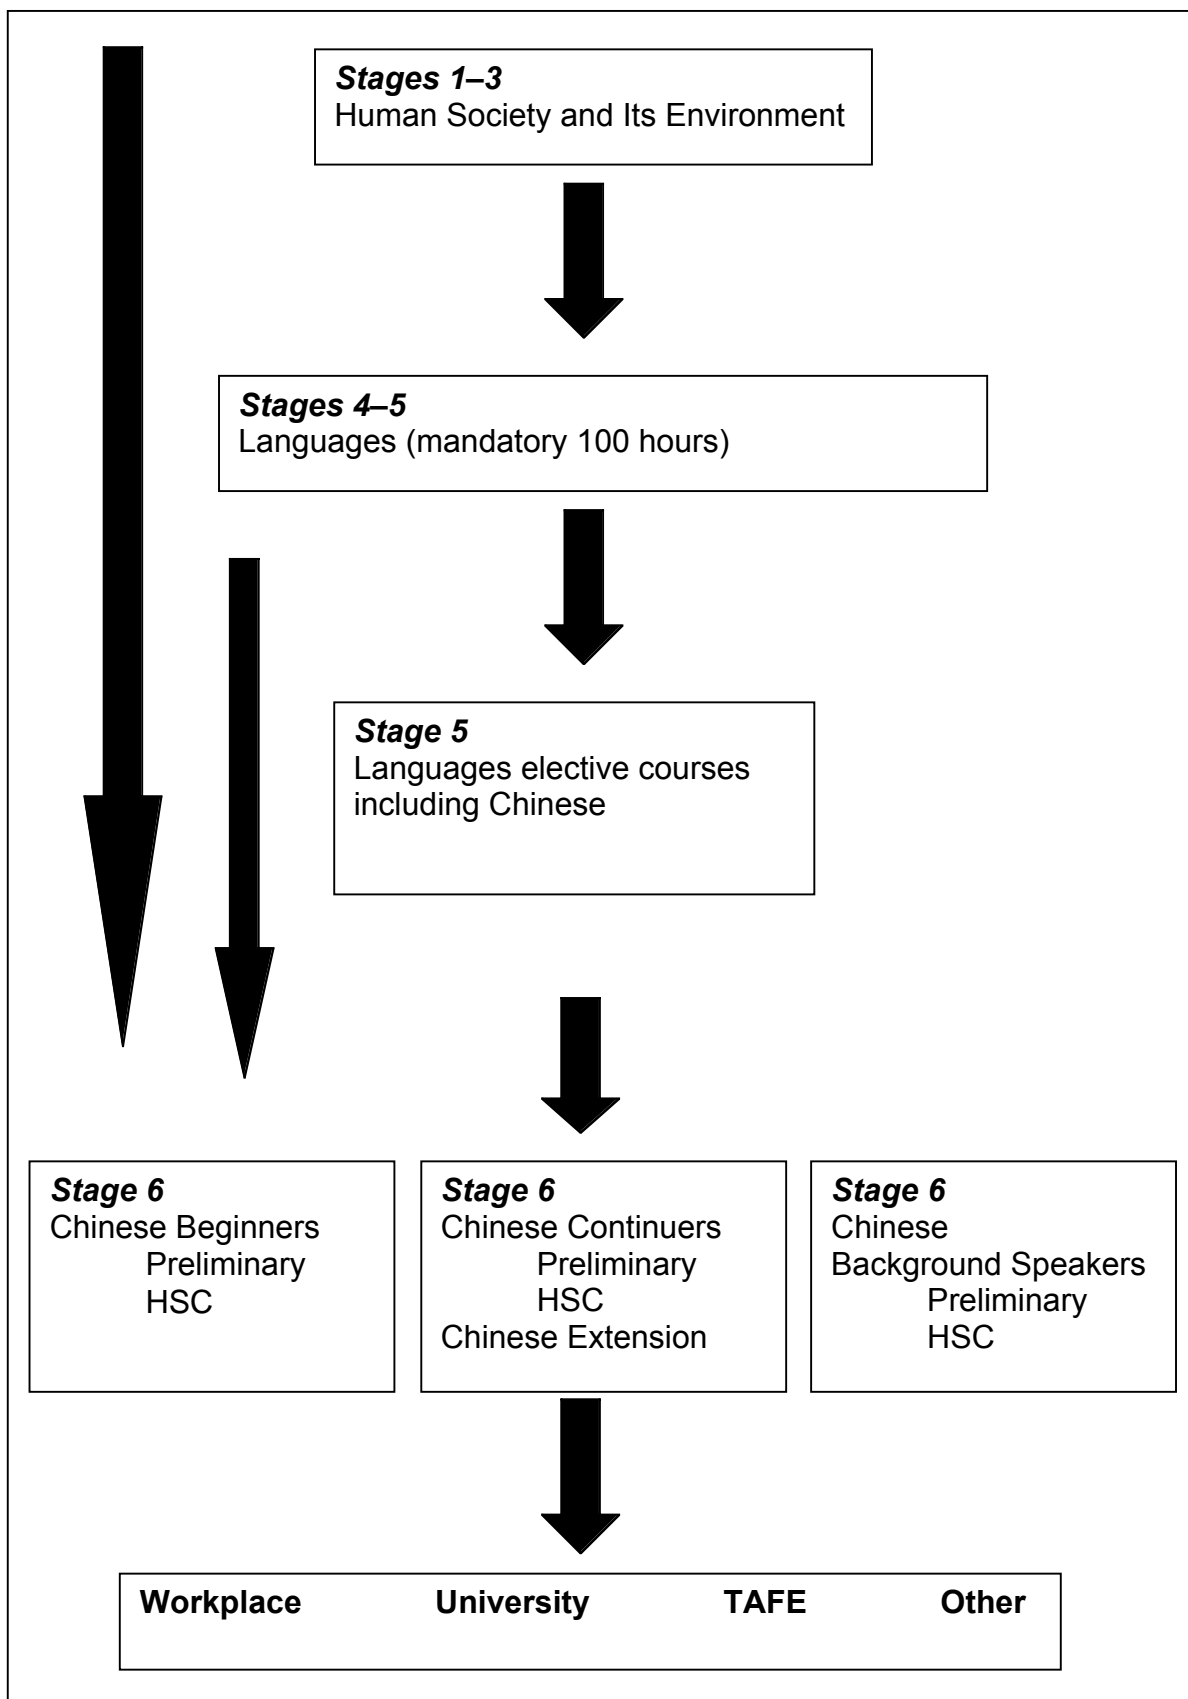 Stages 1–3
Human Society and Its Environment
Stages 4–5
Languages (mandatory 100 hours)
Stage 5
Languages elective courses
including Chinese
Stage 6
Chinese Beginners
Preliminary
HSC
Stage 6
Chinese Continuers
Preliminary
HSC
Chinese Extension
Stage 6
Chinese
Background Speakers
Preliminary
HSC
Workplace University TAFE Other